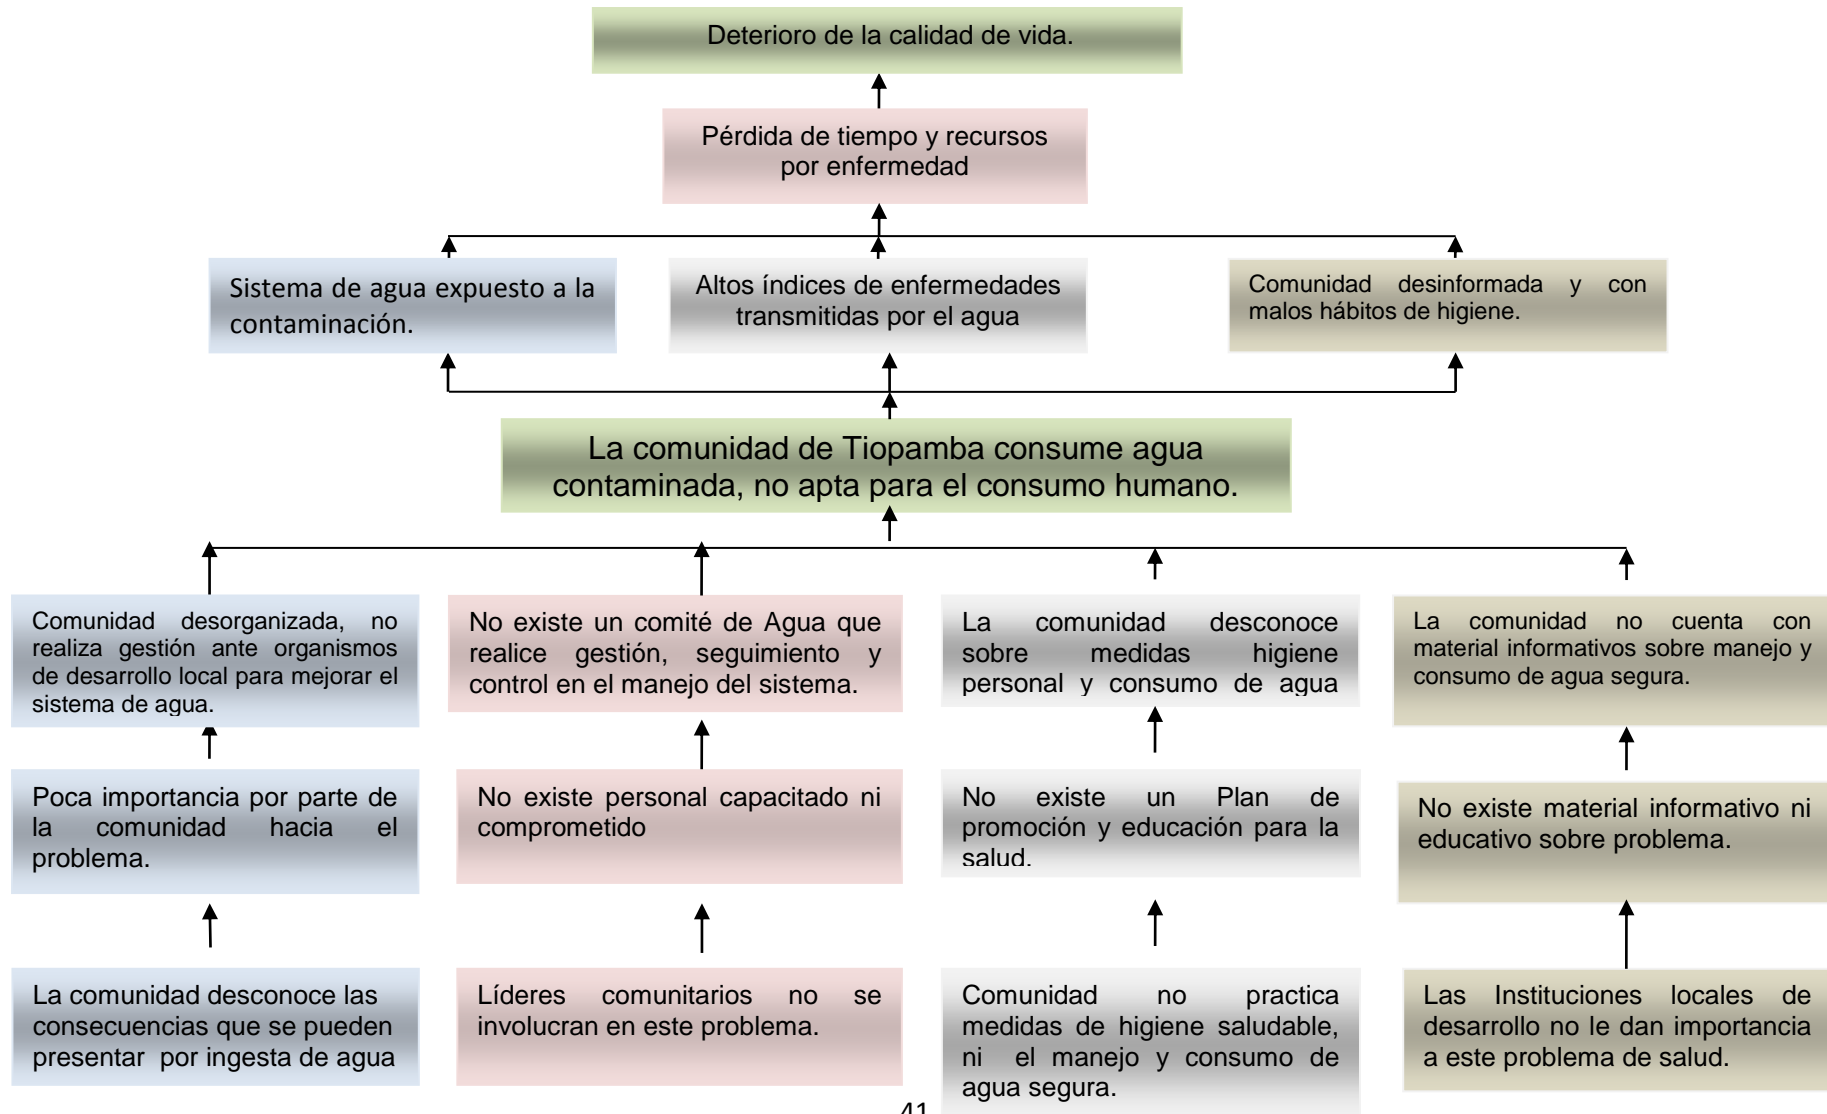 Deterioro de la calidad de vida.
Pérdida de tiempo y recursos
por enfermedad
Sistema de agua expuesto a la
contaminación.
Altos índices de enfermedades
transmitidas por el agua
Comunidad desinformada y con
malos hábitos de higiene.
La comunidad de Tiopamba consume agua
contaminada, no apta para el consumo humano.
Comunidad desorganizada, no
realiza gestión ante organismos
de desarrollo local para mejorar el
sistema de agua.
No existe un comité de Agua que
realice gestión, seguimiento y
control en el manejo del sistema.
La comunidad desconoce
sobre medidas higiene
personal y consumo de agua
La comunidad no cuenta con
material informativos sobre manejo y
consumo de agua segura.
Poca importancia por parte de
la comunidad hacia el
problema.
No existe personal capacitado ni
comprometido
No existe un Plan de
promoción y educación para la
salud.
No existe material informativo ni
educativo sobre problema.
La comunidad desconoce las
consecuencias que se pueden
presentar por ingesta de agua
Líderes comunitarios no se
involucran en este problema.
Comunidad no practica
medidas de higiene saludable,
ni el manejo y consumo de
agua segura.
Las Instituciones locales de
desarrollo no le dan importancia
a este problema de salud.
41